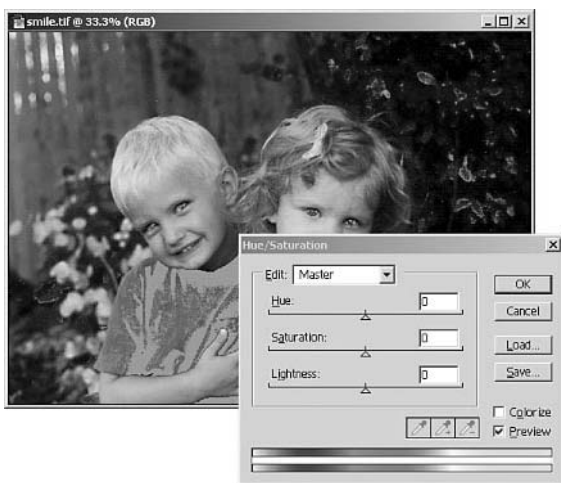 smile.tif @ 33.3% (RGB)
Hue/Saturation
Edit: Master
OK
Hue: 0
Cancel
Saturation: 0
Load...
Lightness: 0
Save...
Colorize
Preview